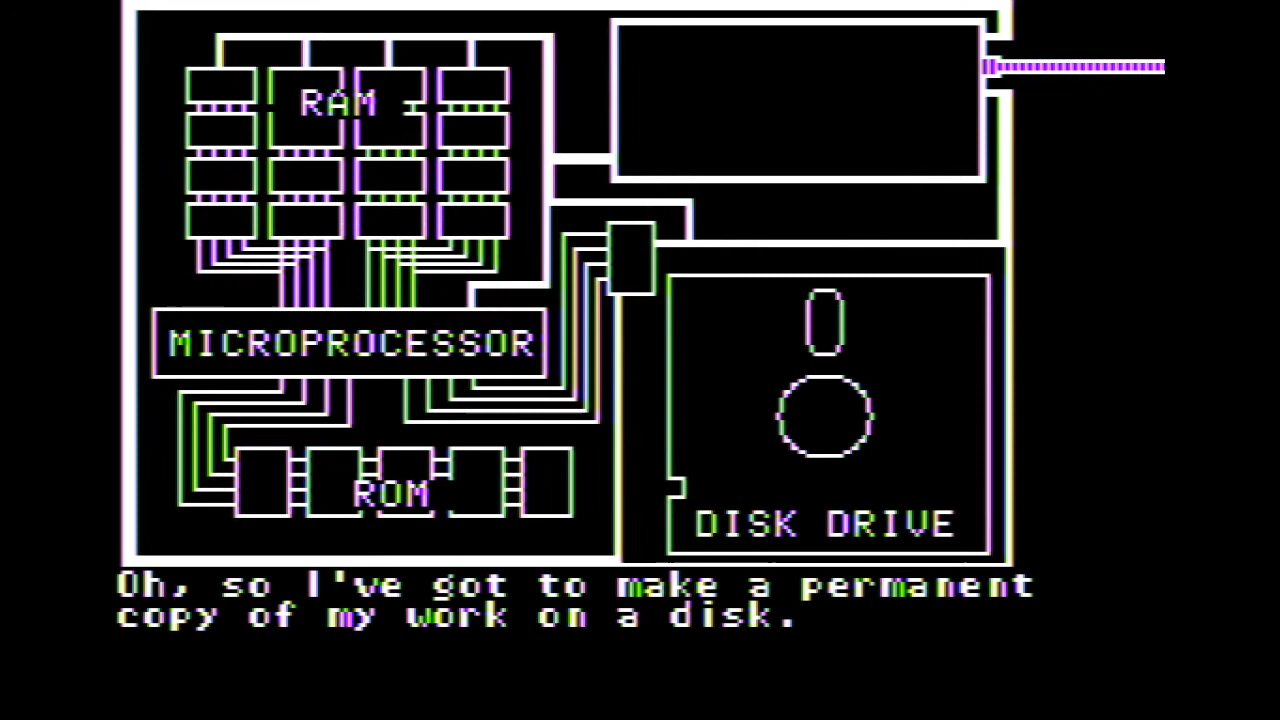 RAM
MICROPROCESSOR
ROM
DISK DRIVE
Oh, so I've got to make a permanent
copy of my work on a disk.